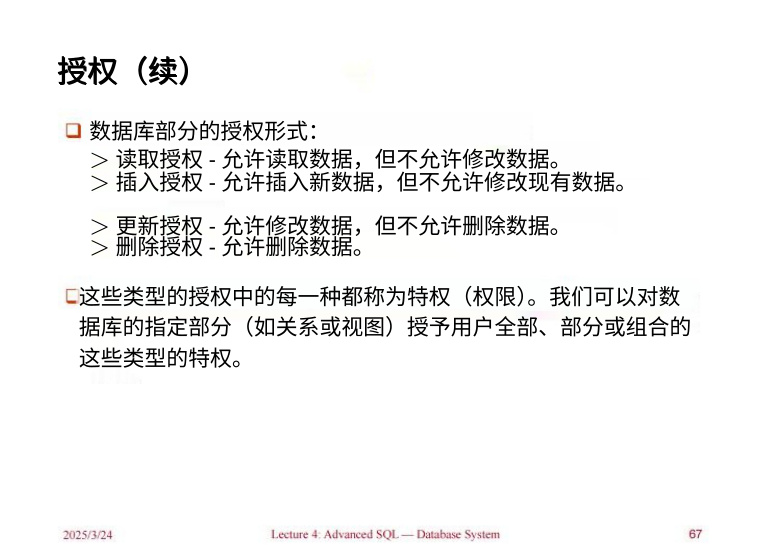 授权（续）
数据库部分的授权形式：
＞ 读取授权 - 允许读取数据，但不允许修改数据。
＞ 插入授权 - 允许插入新数据，但不允许修改现有数据。
＞ 更新授权 - 允许修改数据，但不允许删除数据。
＞ 删除授权 - 允许删除数据。
这些类型的授权中的每一种都称为特权（权限）。我们可以对数
据库的指定部分（如关系或视图）授予用户全部、部分或组合的
这些类型的特权。
2025/3/24
Lecture 4: Advanced SQL — Database System
67